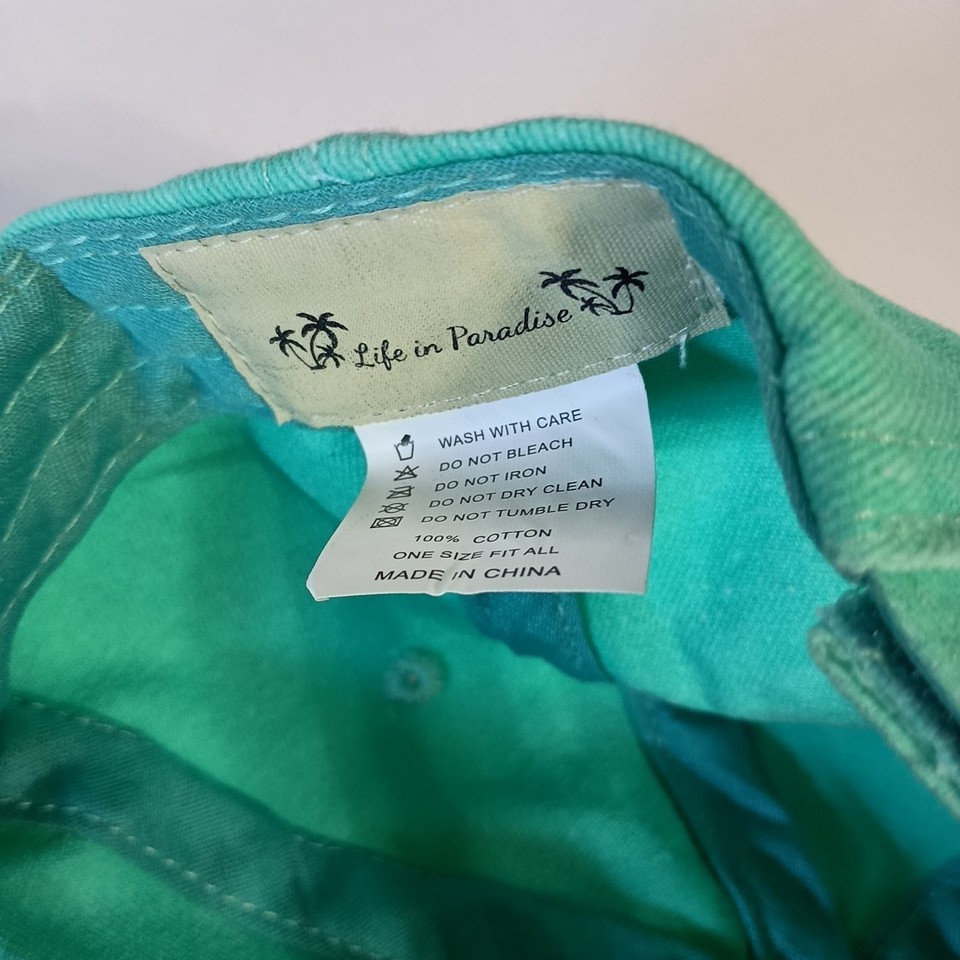 Life in Paradise
WASH WITH CARE
DO NOT BLEACH
DO NOT IRON
DO NOT DRY CLEAN
DO NOT TUMBLE DRY
100% COTTON
ONE SIZE FIT ALL
MADE IN CHINA